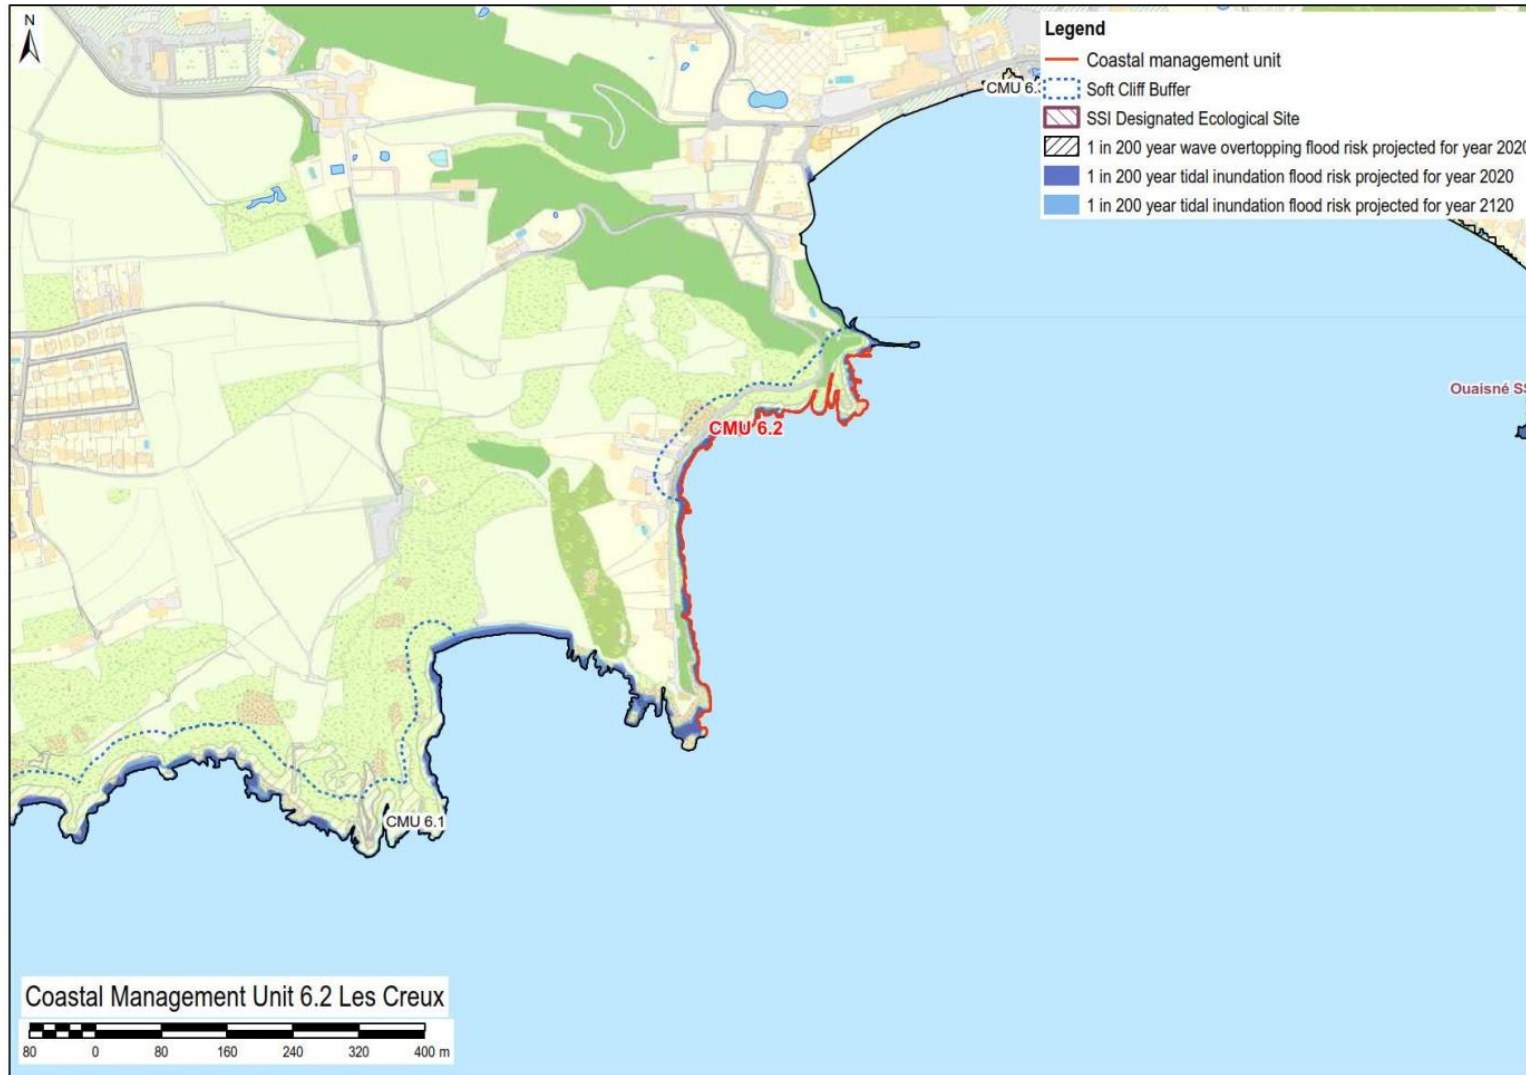 N
Legend
Coastal management unit
Soft Cliff Buffer
SSI Designated Ecological Site
1 in 200 year wave overtopping flood risk projected for year 2020
1 in 200 year tidal inundation flood risk projected for year 2020
1 in 200 year tidal inundation flood risk projected for year 2120
CMU 6.3
Ouaisné SS
CMU 6.2
CMU 6.1
Coastal Management Unit 6.2 Les Creux
80 0 80 160 240 320 400 m